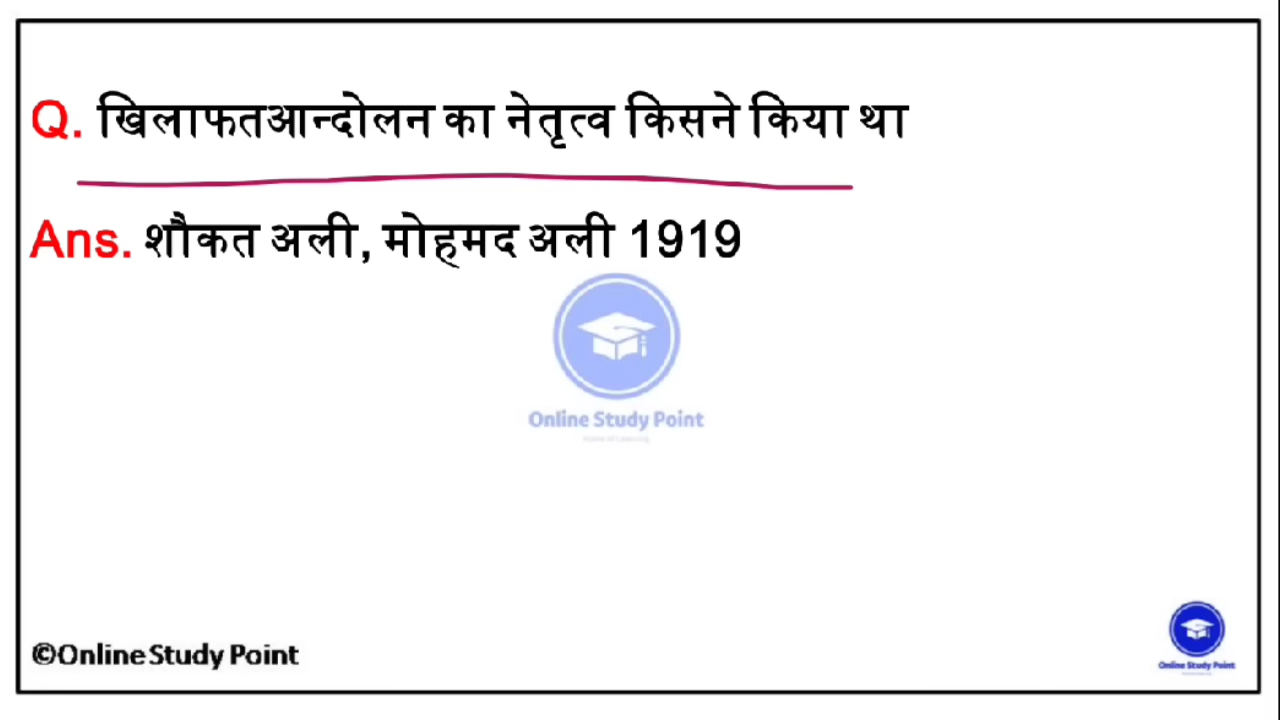 Q. खिलाफतआन्दोलन का नेतृत्व किसने किया था
Ans. शौकत अली, मोहमद अली 1919
Online Study Point
©Online Study Point
Online Study Point